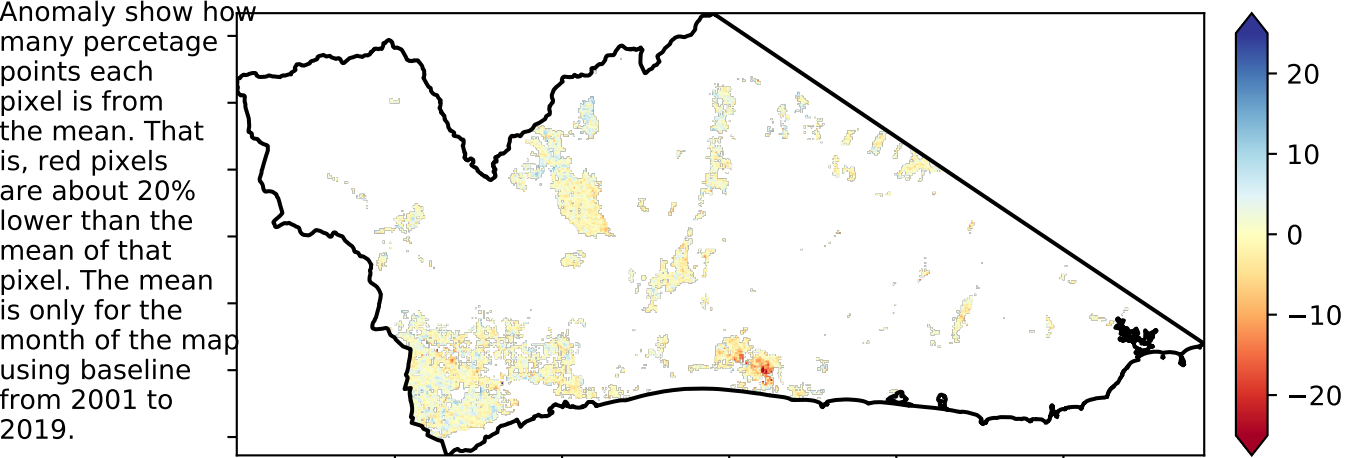 Anomaly show how
many percetage
points each
pixel is from
the mean. That
is, red pixels
are about 20%
lower than the
mean of that
pixel. The mean
is only for the
month of the map
using baseline
from 2001 to
2019.
20
10
0
−10
−20